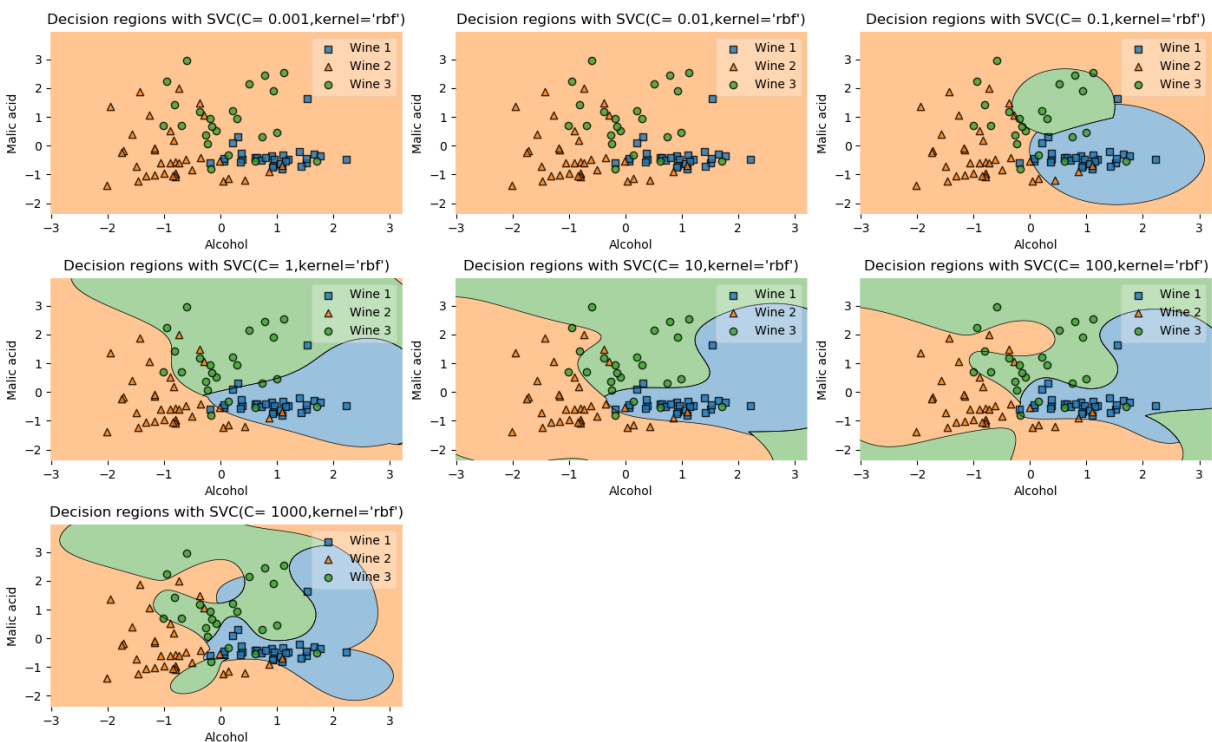 Decision regions with SVC(C= 0.001,kernel='rbf')
Wine 1
Wine 2
Wine 3
3
2
1
0
−1
−2
Malic acid
−3
−2
−1
0
1
2
3
Alcohol
Decision regions with SVC(C= 0.01,kernel='rbf')
Wine 1
Wine 2
Wine 3
3
2
1
0
−1
−2
Malic acid
−3
−2
−1
0
1
2
3
Alcohol
Decision regions with SVC(C= 0.1,kernel='rbf')
Wine 1
Wine 2
Wine 3
3
2
1
0
−1
−2
Malic acid
−3
−2
−1
0
1
2
3
Alcohol
Decision regions with SVC(C= 1,kernel='rbf')
Wine 1
Wine 2
Wine 3
3
2
1
0
−1
−2
Malic acid
−3
−2
−1
0
1
2
3
Alcohol
Decision regions with SVC(C= 10,kernel='rbf')
Wine 1
Wine 2
Wine 3
3
2
1
0
−1
−2
Malic acid
−3
−2
−1
0
1
2
3
Alcohol
Decision regions with SVC(C= 100,kernel='rbf')
Wine 1
Wine 2
Wine 3
3
2
1
0
−1
−2
Malic acid
−3
−2
−1
0
1
2
3
Alcohol
Decision regions with SVC(C= 1000,kernel='rbf')
Wine 1
Wine 2
Wine 3
3
2
1
0
−1
−2
Malic acid
−3
−2
−1
0
1
2
3
Alcohol